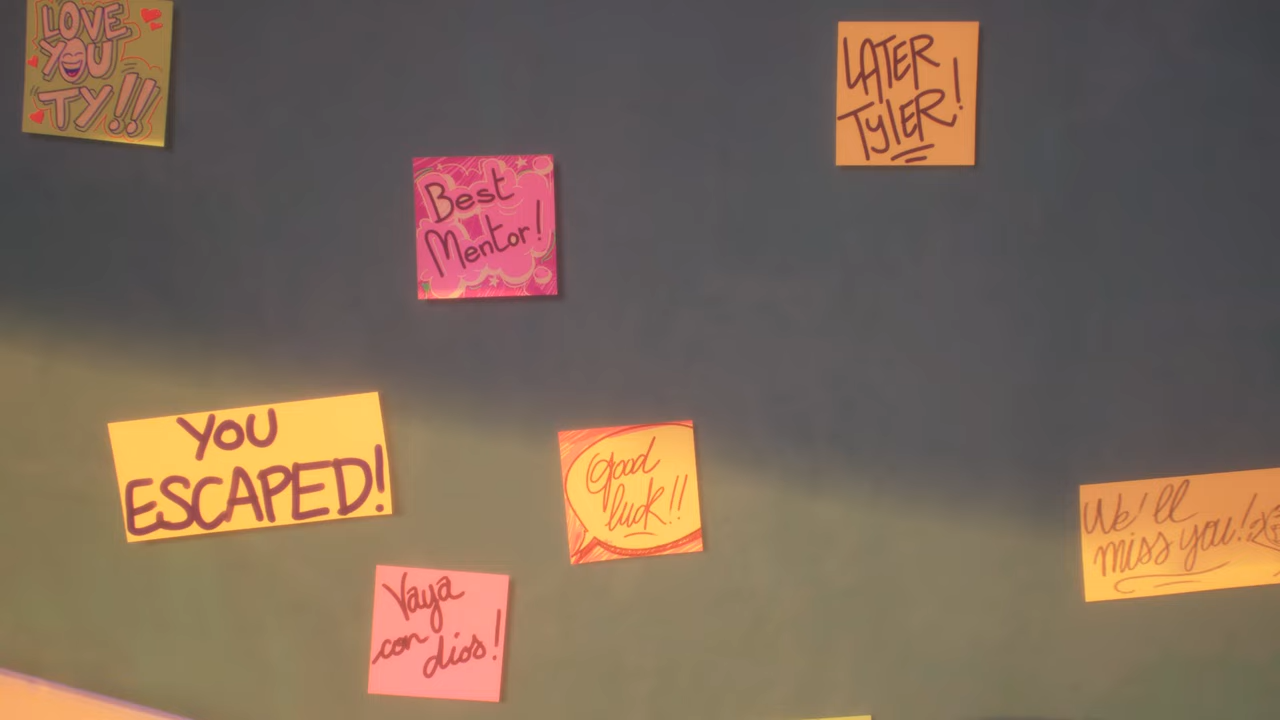 LOVE
YOU
TY!!
LATER
TYLER!
Best
Mentor!
YOU
ESCAPED!
Good
luck!!
We'll
miss you!
Vaya
con dios!